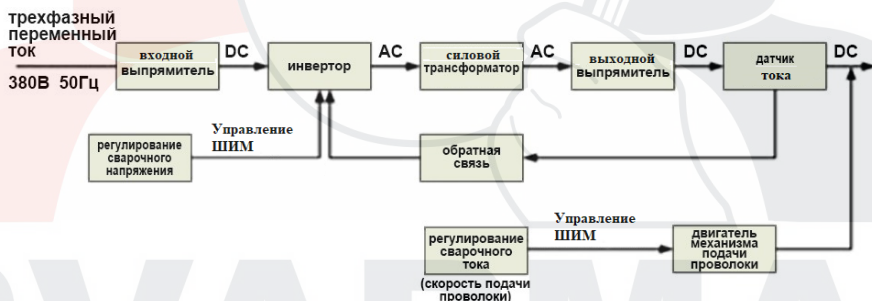 трехфазный
переменный
ток
380В 50Гц
входной
выпрямитель
DC
инвертор
AC
силовой
трансформатор
AC
выходной
выпрямитель
DC
датчик
тока
DC
регулирование
сварочного
напряжения
Управление
ШИМ
обратная
связь
регулирование
сварочного
тока
(скорость подачи
проволоки)
Управление
ШИМ
двигатель
механизма
подачи
проволоки